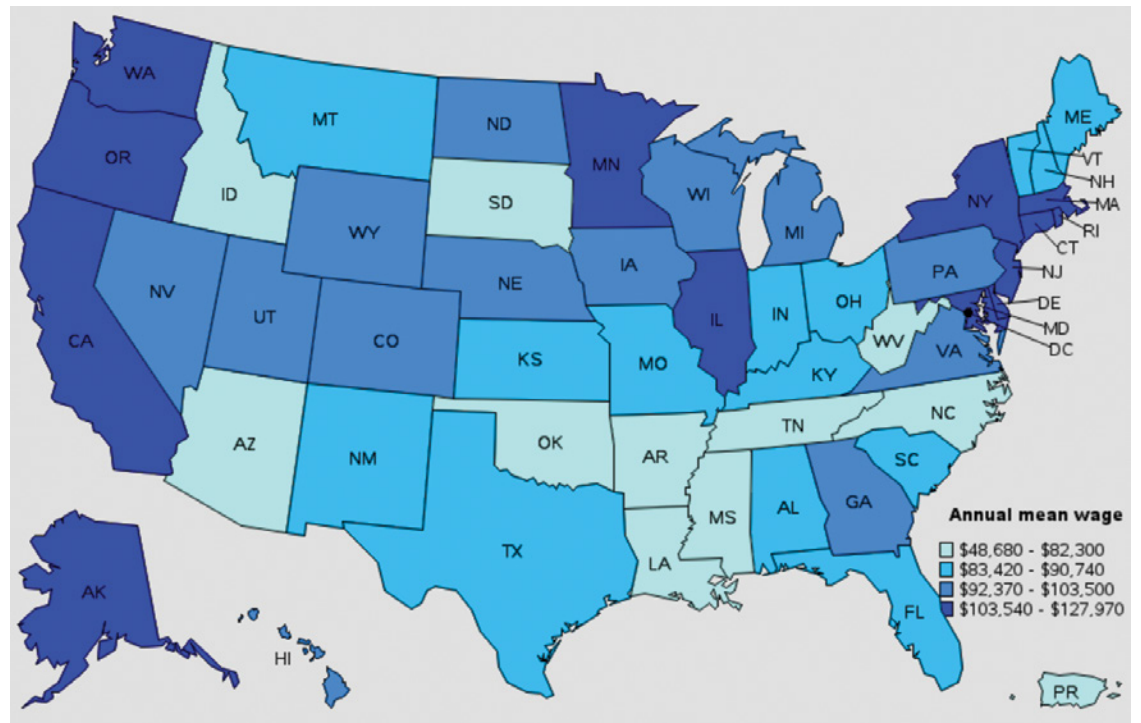 WA
OR
CA
ID
NV
AZ
MT
WY
UT
CO
NM
ND
SD
NE
KS
OK
TX
MN
IA
MO
AR
LA
WI
IL
MI
IN
OH
KY
TN
MS
AL
GA
FL
SC
NC
VA
WV
PA
NY
ME
VT
NH
MA
RI
CT
NJ
DE
MD
DC
AK
HI
PR
Annual mean wage
$48,680 - $82,300
$83,420 - $90,740
$92,370 - $103,500
$103,540 - $127,970